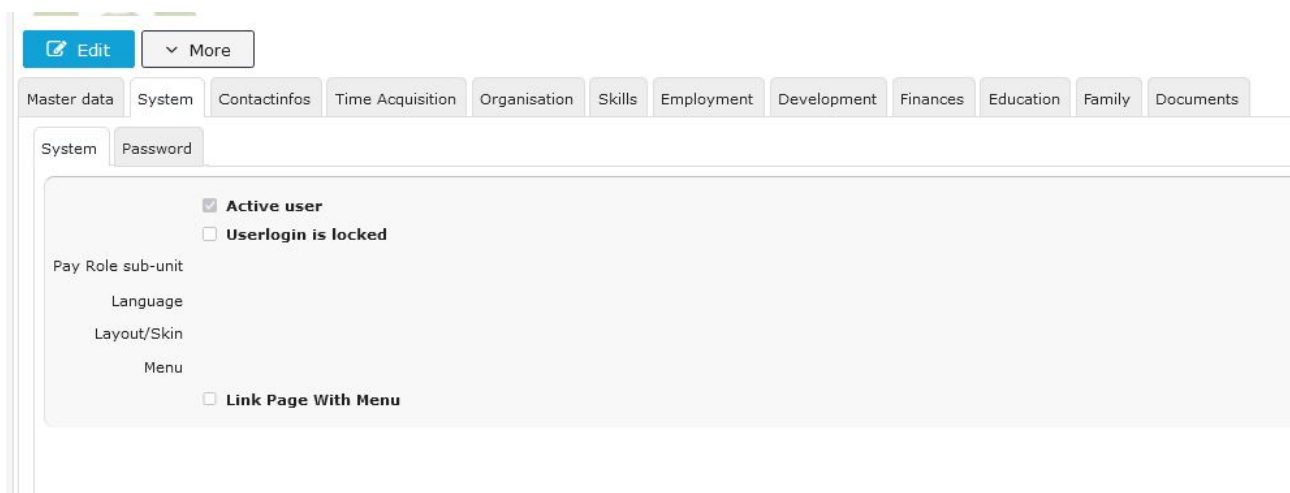 Edit More
Master data System Contactinfos Time Acquisition Organisation Skills Employment Development Finances Education Family Documents
System Password
Active user
Userlogin is locked
Pay Role sub-unit
Language
Layout/Skin
Menu
Link Page With Menu